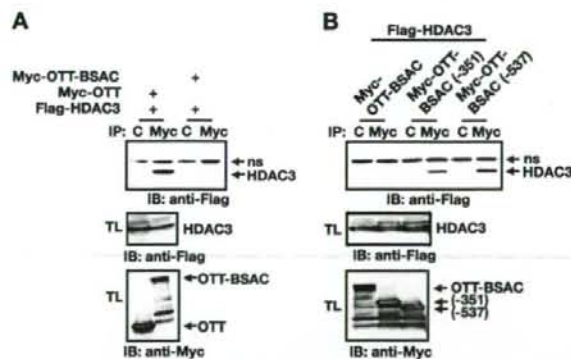 A
Myc-OTT-BSAC +
Myc-OTT +
Flag-HDAC3 + +
IP: C Myc C Myc
ns
HDAC3
IB: anti-Flag
TL HDAC3
IB: anti-Flag
TL
OTT-BSAC
OTT
IB: anti-Myc
B
Flag-HDAC3
Myc-OTT-BSAC
Myc-OTT-BSAC (-351)
Myc-OTT-BSAC (-537)
IP: C Myc C Myc C Myc
ns
HDAC3
IB: anti-Flag
TL HDAC3
IB: anti-Flag
TL
OTT-BSAC
(-351)
(-537)
IB: anti-Myc